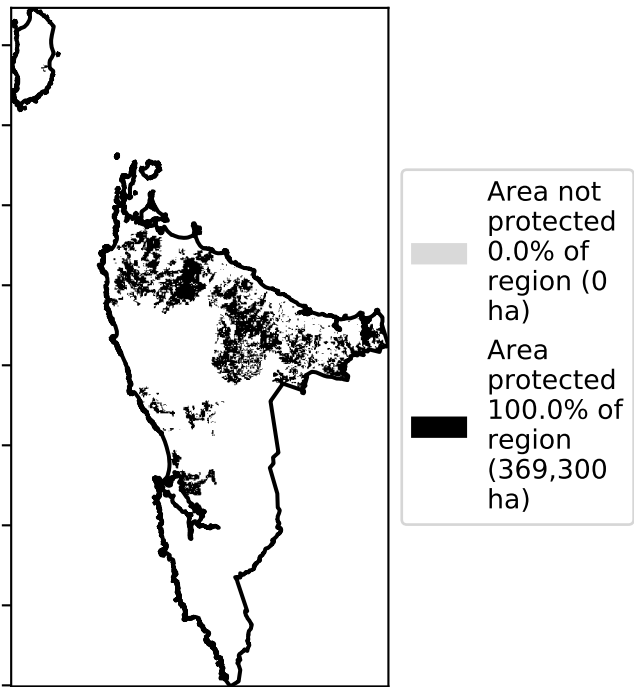 Area not
protected
0.0% of
region (0
ha)
Area
protected
100.0% of
region
(369,300
ha)